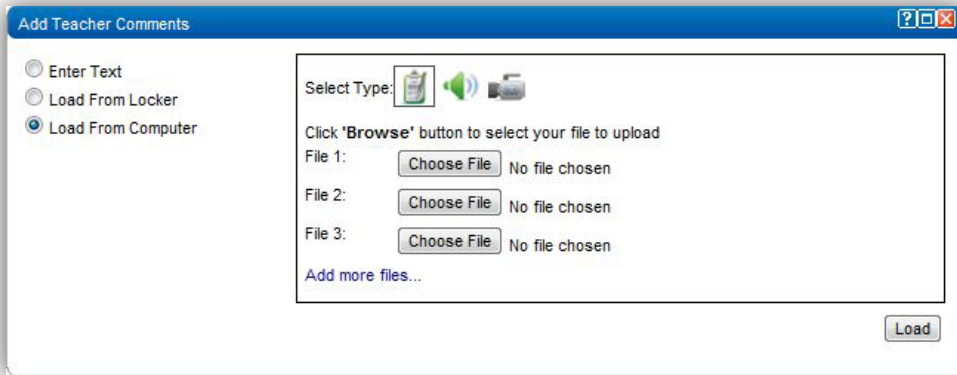 Add Teacher Comments
?
Enter Text
Load From Locker
Load From Computer
Select Type:
Click 'Browse' button to select your file to upload
File 1: Choose File No file chosen
File 2: Choose File No file chosen
File 3: Choose File No file chosen
Add more files...
Load